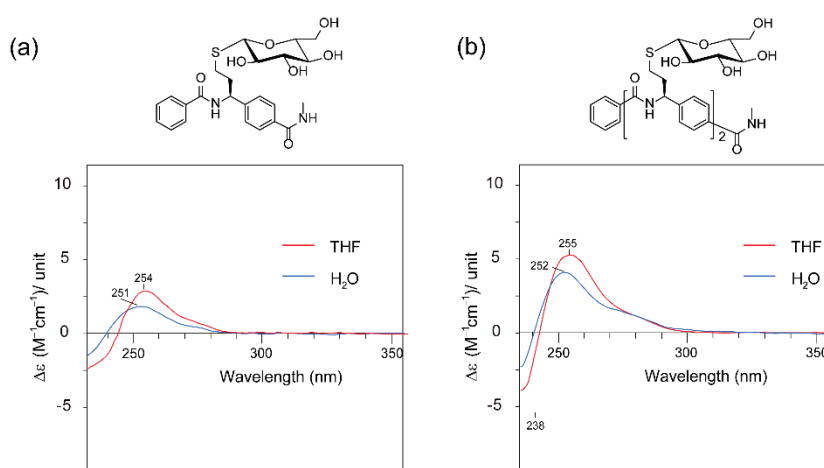 (a)
OH
O
S
HO
HO
OH
OH
O
N
H
H
N
O
10
5
0
-5
Δε (M⁻¹cm⁻¹)/ unit
254
251
THF
H₂O
250
300
350
Wavelength (nm)
(b)
OH
O
S
HO
HO
OH
OH
O
N
H
2
NH
O
10
5
0
-5
Δε (M⁻¹cm⁻¹)/ unit
255
252
THF
H₂O
250
300
350
Wavelength (nm)
238